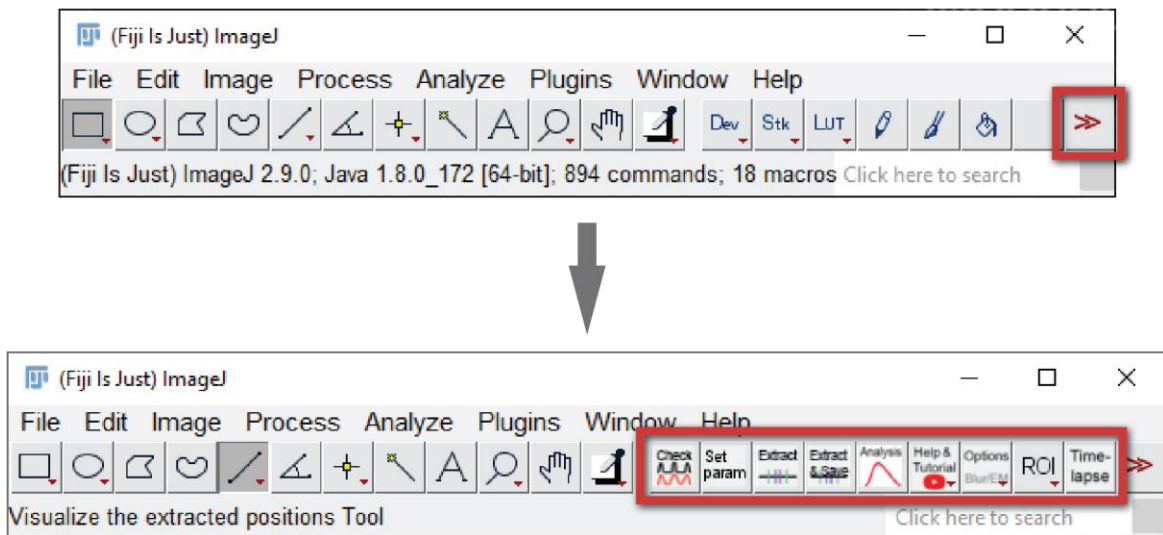 (Fiji Is Just) ImageJ
File Edit Image Process Analyze Plugins Window Help
A Dev Stk LUT ≫
(Fiji Is Just) ImageJ 2.9.0; Java 1.8.0_172 [64-bit]; 894 commands; 18 macros Click here to search
(Fiji Is Just) ImageJ
File Edit Image Process Analyze Plugins Window Help
A Check Set param Extract Extract & Save Analysis Help & Tutorial Options Blur/EM ROI Time-lapse ≫
Visualize the extracted positions Tool Click here to search